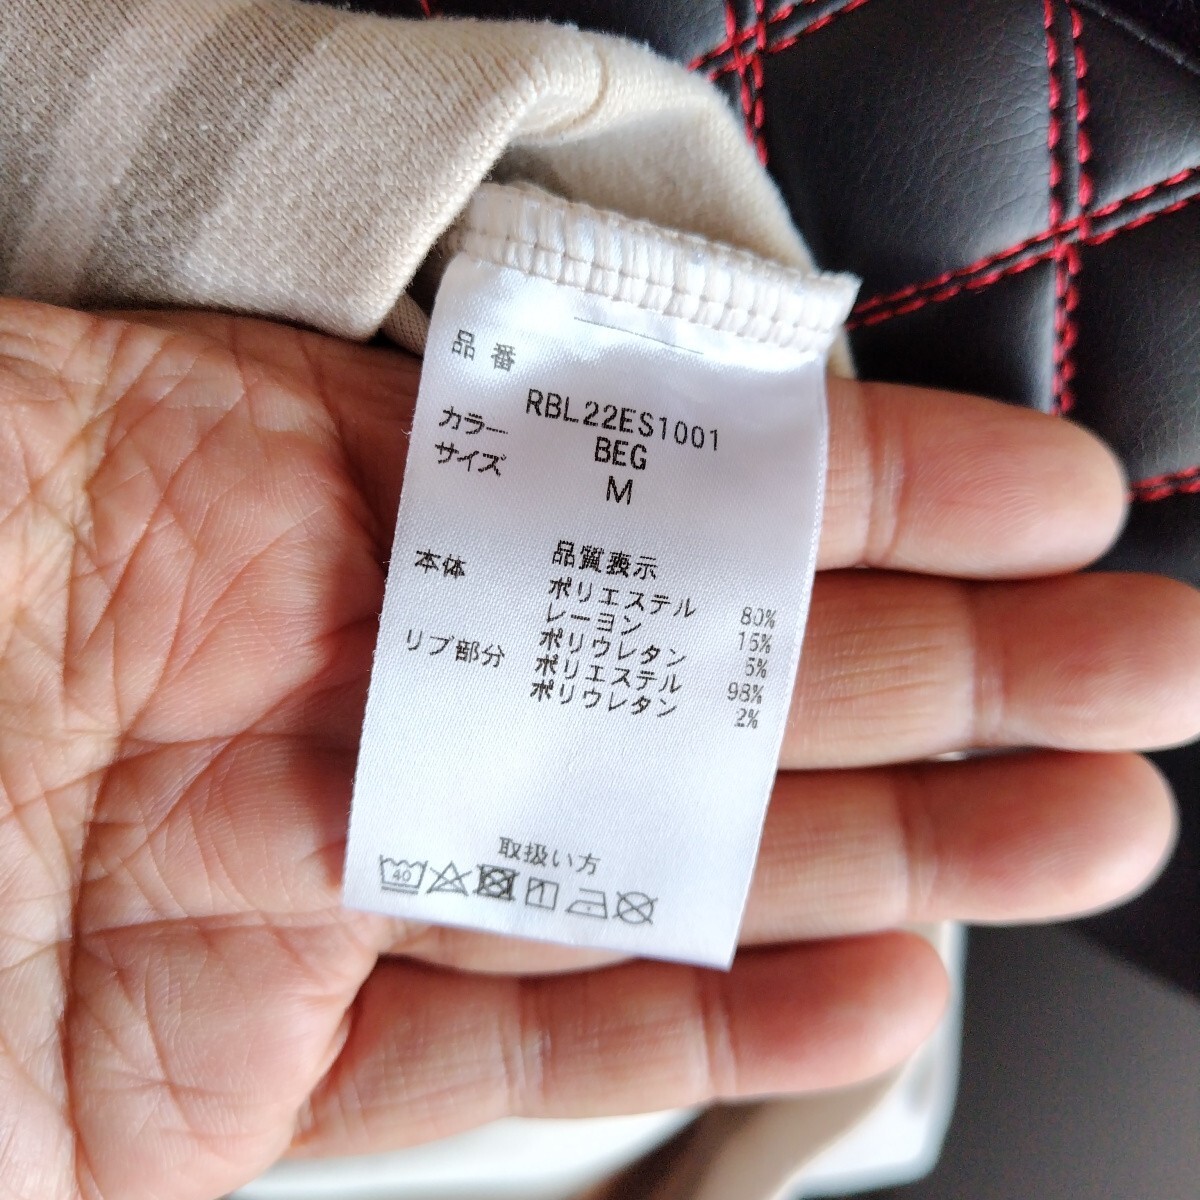 品番 RBL22ES1001
カラー BEG
サイズ M
品質表示
本体 ポリエステル 80%
レーヨン 15%
ポリウレタン 5%
リブ部分 ポリエステル 98%
ポリウレタン 2%
取扱い方
40